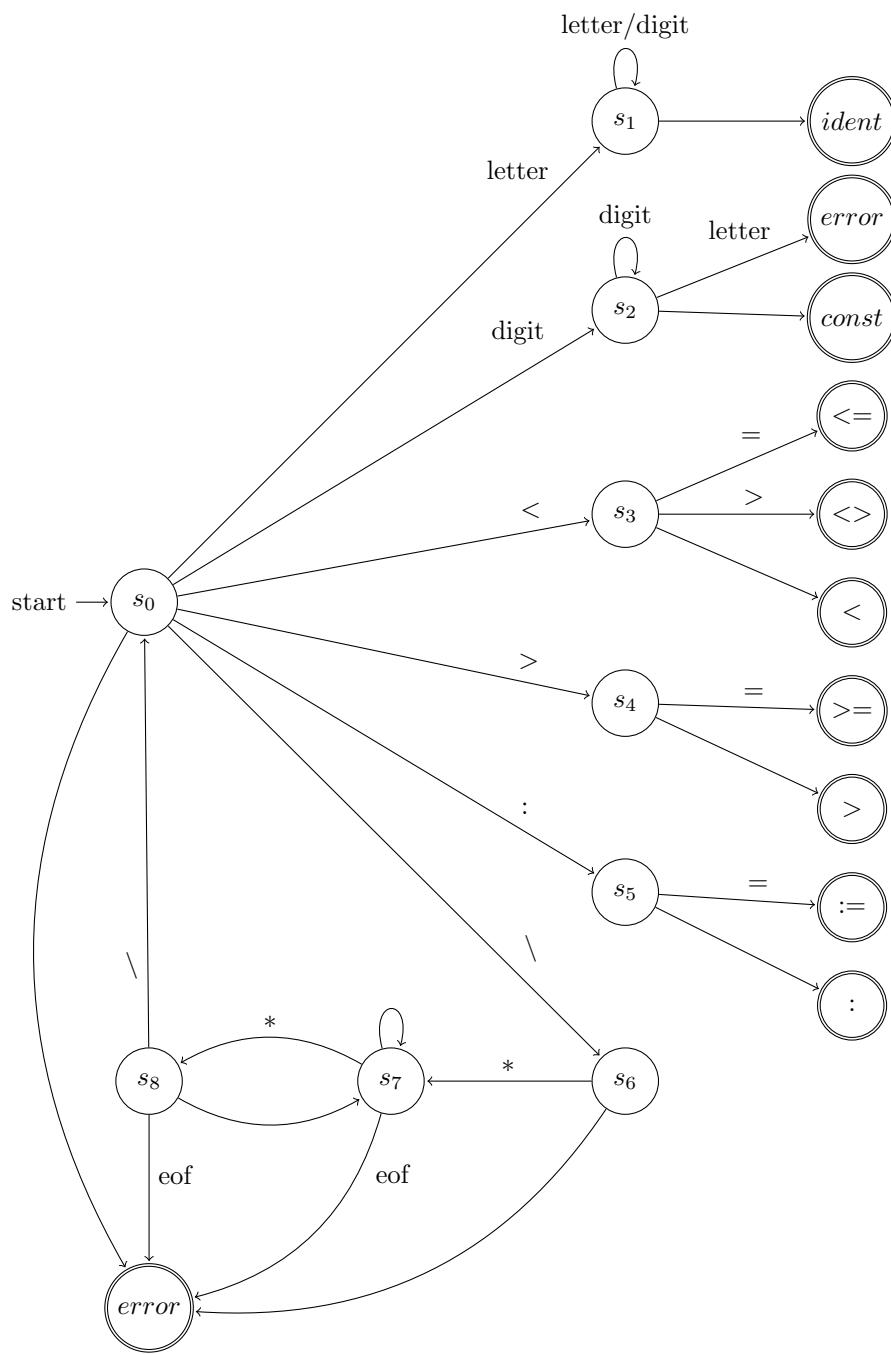 letter/digit
s1
ident
letter
error
digit
letter
s2
const
digit
<=
=
s3
>
<>
<
start
s0
<
>
s4
=
>=
>
:
s5
=
:=
\
:
\
*
*
s8
s7
s6
eof
eof
error